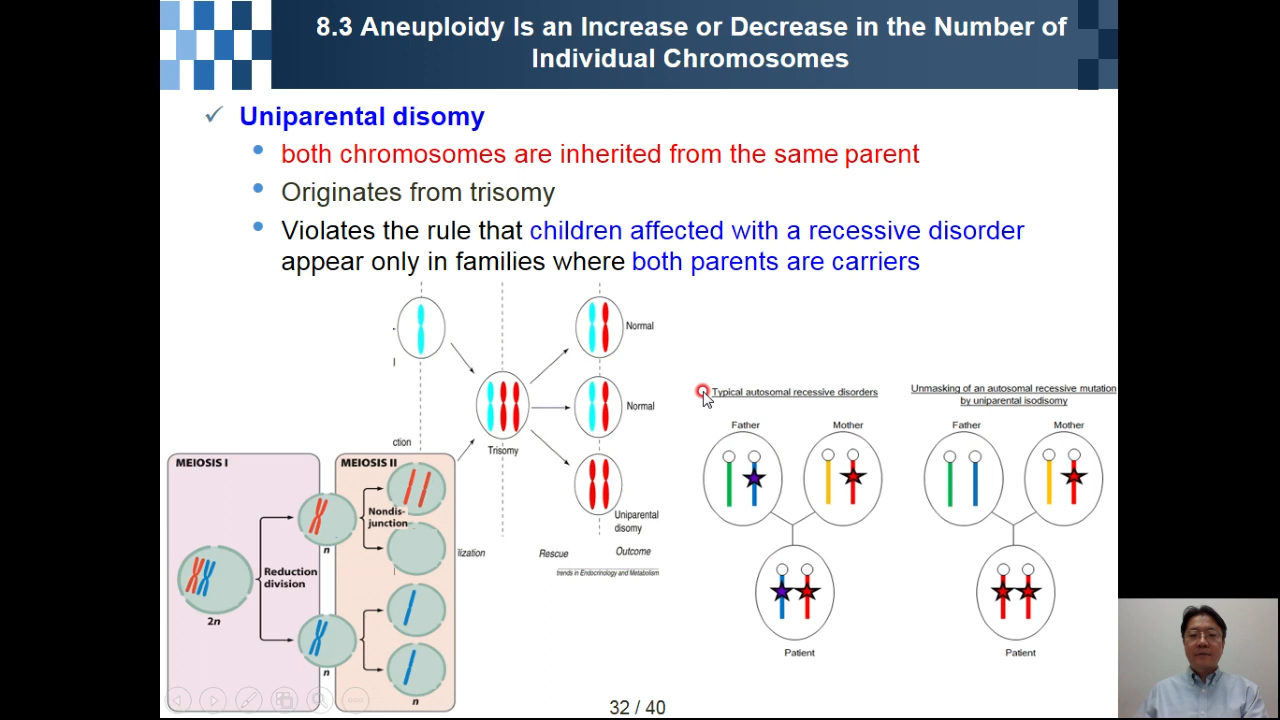 8.3 Aneuploidy Is an Increase or Decrease in the Number of
Individual Chromosomes
Uniparental disomy
both chromosomes are inherited from the same parent
Originates from trisomy
Violates the rule that children affected with a recessive disorder
appear only in families where both parents are carriers
Normal
Normal
Trisomy
Uniparental
disomy
ction
lization
Rescue
Outcome
trends in Endocrinology and Metabolism
MEIOSIS I
MEIOSIS II
Nondis-
junction
Reduction
division
2n
n
n
n
Typical autosomal recessive disorders
Father
Mother
Patient
Unmasking of an autosomal recessive mutation
by uniparental isodisomy
Father
Mother
Patient
32 / 40